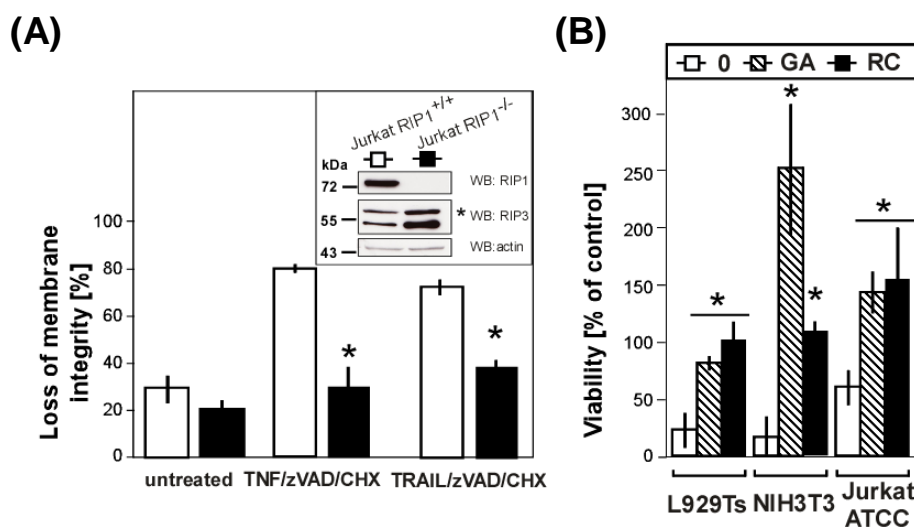 (A)
Jurkat RIP1+/+
Jurkat RIP1-/-
kDa
72
WB: RIP1
55
* WB: RIP3
43
WB:actin
Loss of membrane
integrity [%]
100
80
60
40
20
0
* *
untreated TNF/zVAD/CHX TRAIL/zVAD/CHX
(B)
0 GA RC
Viability [% of control]
300
250
200
150
100
50
0
* * * *
L929Ts NIH3T3 Jurkat
ATCC